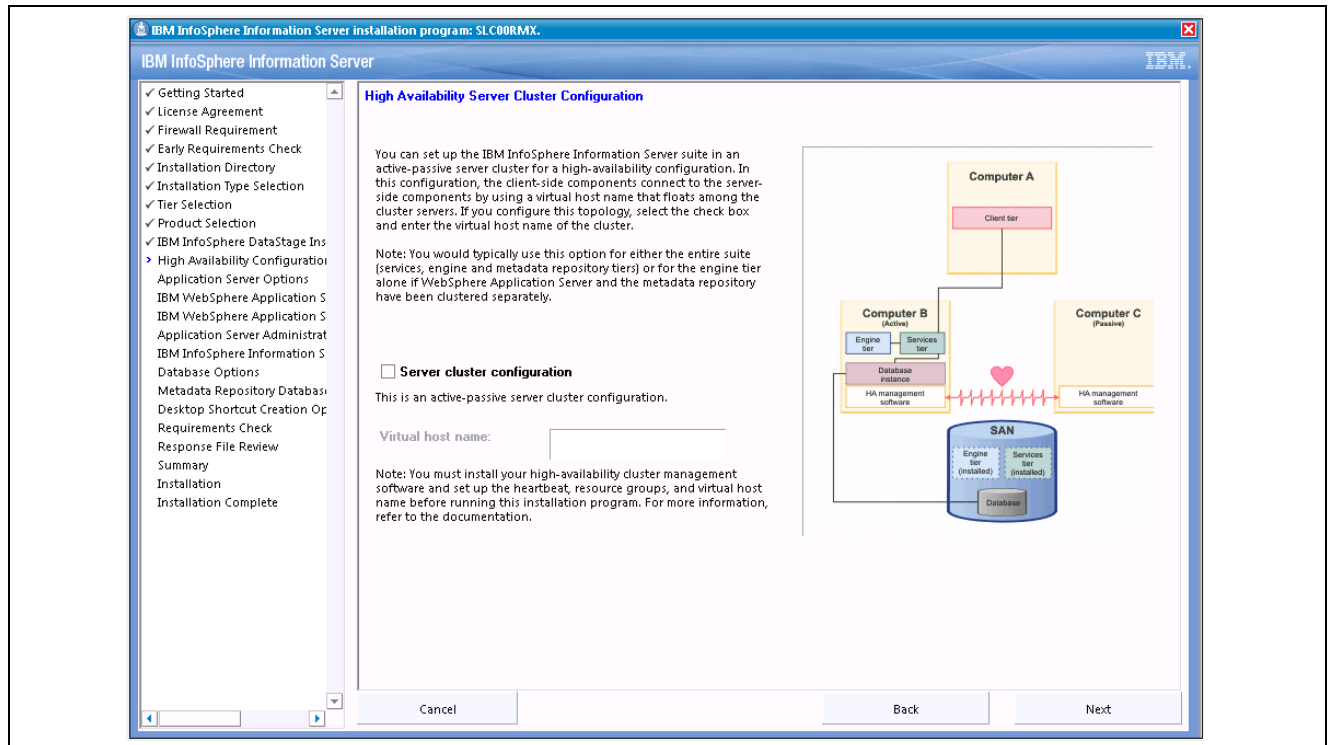 IBM InfoSphere Information Server installation program: SLC00RMX.
IBM InfoSphere Information Server
IBM.
✓ Getting Started
✓ License Agreement
✓ Firewall Requirement
✓ Early Requirements Check
✓ Installation Directory
✓ Installation Type Selection
✓ Tier Selection
✓ Product Selection
✓ IBM InfoSphere DataStage Ins
> High Availability Configuration
Application Server Options
IBM WebSphere Application S
IBM WebSphere Application S
Application Server Administrat
IBM InfoSphere Information S
Database Options
Metadata Repository Databas
Desktop Shortcut Creation Op
Requirements Check
Response File Review
Summary
Installation
Installation Complete
High Availability Server Cluster Configuration
You can set up the IBM InfoSphere Information Server suite in an
active-passive server cluster for a high-availability configuration. In
this configuration, the client-side components connect to the server-
side components by using a virtual host name that floats among the
cluster servers. If you configure this topology, select the check box
and enter the virtual host name of the cluster.
Note: You would typically use this option for either the entire suite
(services, engine and metadata repository tiers) or for the engine tier
alone if WebSphere Application Server and the metadata repository
have been clustered separately.
Server cluster configuration
This is an active-passive server cluster configuration.
Virtual host name:
Note: You must install your high-availability cluster management
software and set up the heartbeat, resource groups, and virtual host
name before running this installation program. For more information,
refer to the documentation.
Computer A
Client tier
Computer B
(Active)
Engine
tier
Services
tier
Database
instance
HA management
software
Computer C
(Passive)
HA management
software
SAN
Engine
tier
(installed)
Services
tier
(installed)
Database
Cancel
Back
Next